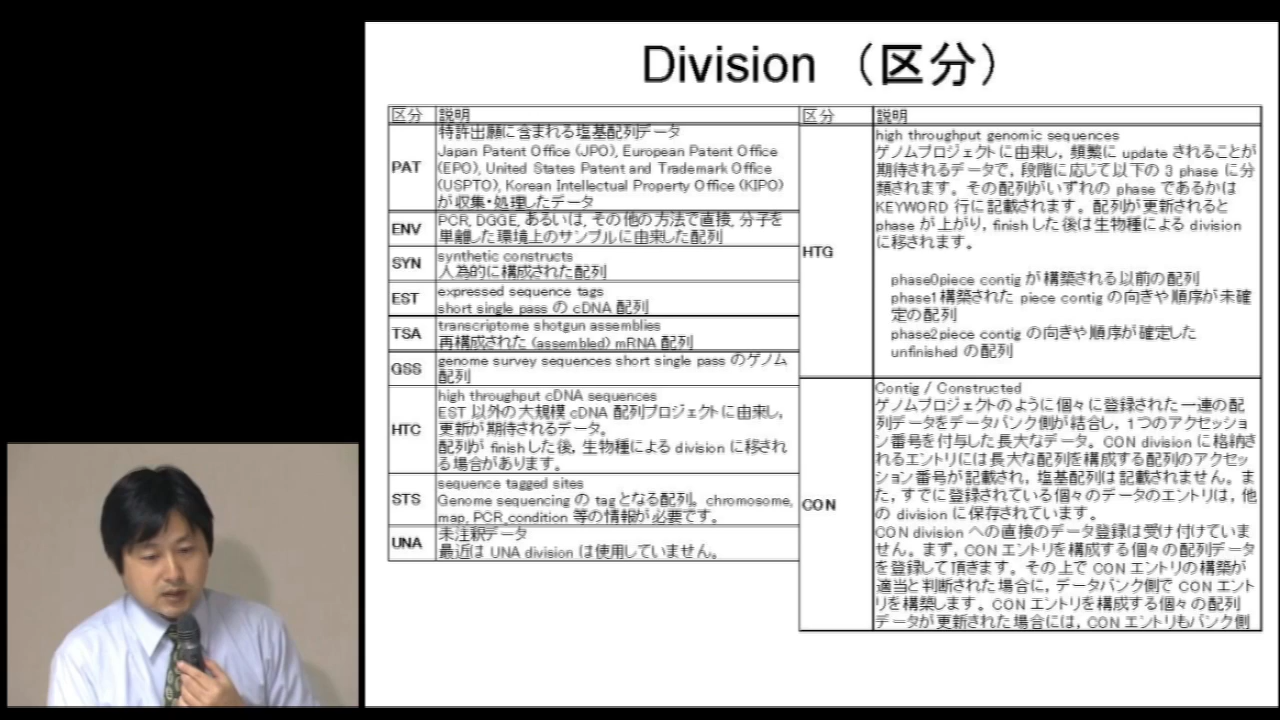 Division （区分）
区分 説明
PAT
特許出願に含まれる塩基配列データ
Japan Patent Office (JPO), European Patent Office
(EPO), United States Patent and Trademark Office
(USPTO), Korean Intellectual Property Office (KIPO)
が収集・処理したデータ
ENV
PCR, DGGE, あるいは, その他の方法で直接, 分子を
単離した環境上のサンプルに由来した配列
SYN
synthetic constructs
人為的に構成された配列
EST
expressed sequence tags
short single pass の cDNA 配列
TSA
transcriptome shotgun assemblies
再構成された (assembled) mRNA 配列
GSS
genome survey sequences short single pass のゲノム
配列
HTC
high throughput cDNA sequences
EST 以外の大規模 cDNA 配列プロジェクトに由来し,
更新が期待されるデータ。
配列が finish した後, 生物種による division に移され
る場合があります。
STS
sequence tagged sites
Genome sequencing の tag となる配列。chromosome,
map, PCR_condition 等の情報が必要です。
UNA
未注釈データ
最近は UNA division は使用していません。
区分 説明
HTG
high throughput genomic sequences
ゲノムプロジェクトに由来し, 頻繁に update されることが
期待されるデータで, 段階に応じて以下の 3 phase に分
類されます。その配列がいずれの phase であるかは
KEYWORD 行に記載されます。配列が更新されると
phase が上がり, finish した後は生物種による division
に移されます。
phase0piece contig が構築される以前の配列
phase1構築された piece contig の向きや順序が未確
定の配列
phase2piece contig の向きや順序が確定した
unfinished の配列
CON
Contig / Constructed
ゲノムプロジェクトのように個々に登録された一連の配
列データをデータバンク側が結合し, 1つのアクセッショ
ン番号を付与した長大なデータ。CON division に格納さ
れるエントリには長大な配列を構成する配列のアクセッ
ション番号が記載され, 塩基配列は記載されません。ま
た, すでに登録されている個々のデータのエントリは, 他
の division に保存されています。
CON division への直接のデータ登録は受け付けていま
せん。まず, CON エントリを構成する個々の配列データ
を登録して頂きます。その上で CON エントリの構築が
適当と判断された場合に, データバンク側で CON エント
リを構築します。CON エントリを構成する個々の配列
データが更新された場合には, CON エントリもバンク側